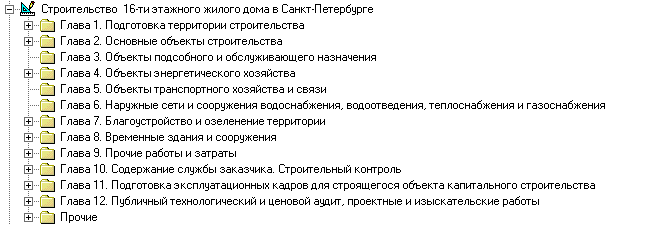 Строительство 16-ти этажного жилого дома в Санкт-Петербурге
Глава 1. Подготовка территории строительства
Глава 2. Основные объекты строительства
Глава 3. Объекты подсобного и обслуживающего назначения
Глава 4. Объекты энергетического хозяйства
Глава 5. Объекты транспортного хозяйства и связи
Глава 6. Наружные сети и сооружения водоснабжения, водоотведения, теплоснабжения и газоснабжения
Глава 7. Благоустройство и озеленение территории
Глава 8. Временные здания и сооружения
Глава 9. Прочие работы и затраты
Глава 10. Содержание службы заказчика. Строительный контроль
Глава 11. Подготовка эксплуатационных кадров для строящегося объекта капитального строительства
Глава 12. Публичный технологический и ценовой аудит, проектные и изыскательские работы
Прочие